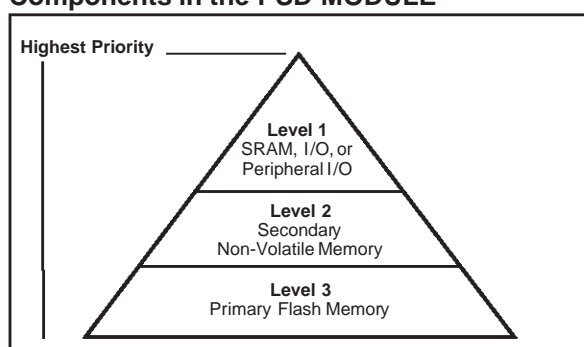 Components in the PSD MODULE
Highest Priority
Level 1
SRAM, I/O, or
Peripheral I/O
Level 2
Secondary
Non-Volatile Memory
Level 3
Primary Flash Memory